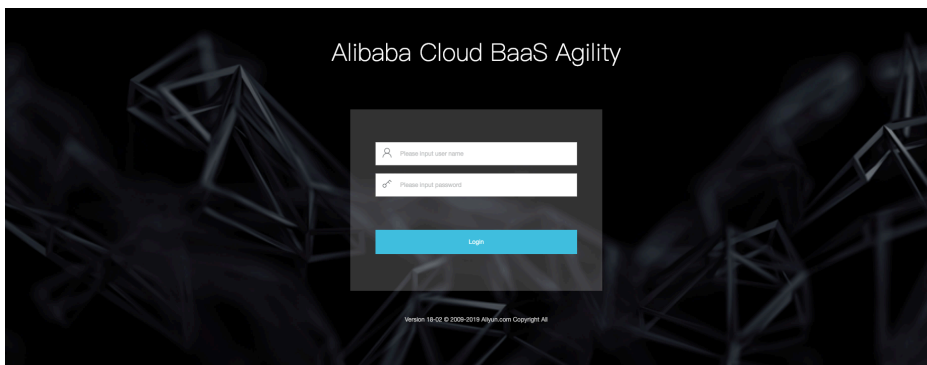 Alibaba Cloud BaaS Agility
Please input user name
Please input password
Login
Version 18-02 © 2009-2019 Aliyun.com Copyright All